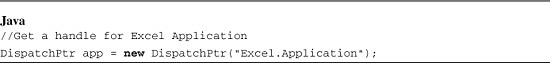 Java
//Get a handle for Excel Application
DispatchPtr app = new DispatchPtr("Excel.Application");